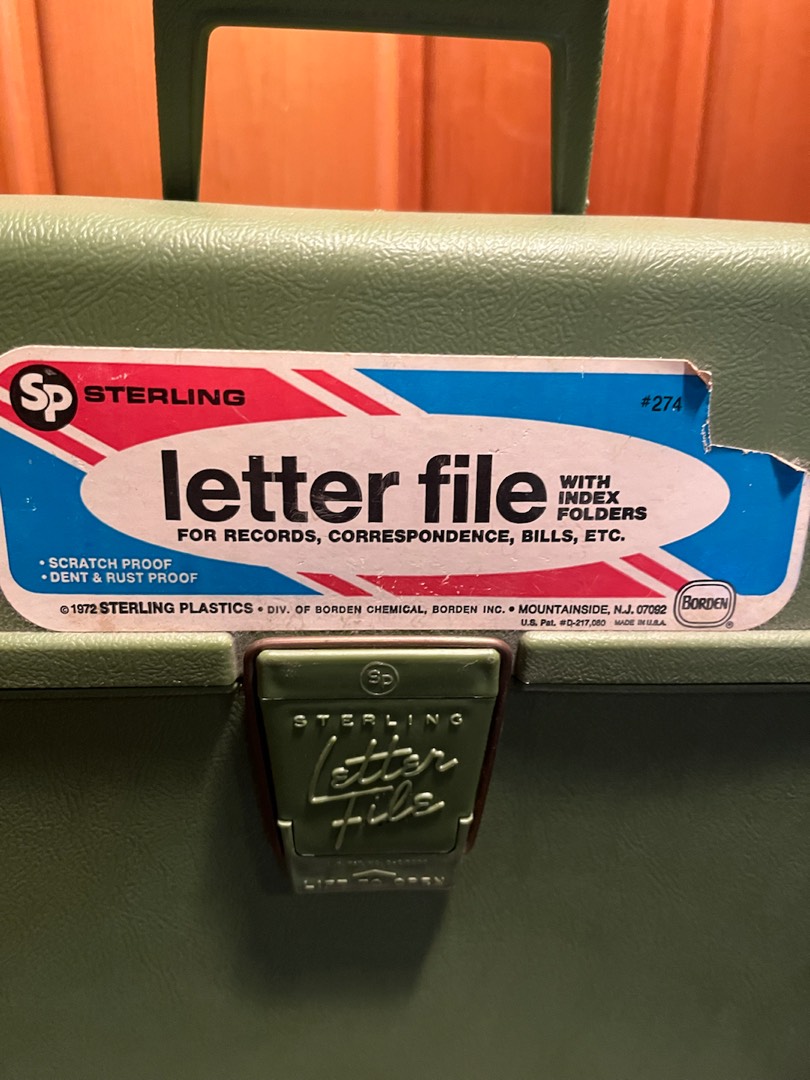 SP STERLING
#274
letter file WITH INDEX FOLDERS
FOR RECORDS, CORRESPONDENCE, BILLS, ETC.
• SCRATCH PROOF
• DENT & RUST PROOF
©1972 STERLING PLASTICS • DIV. OF BORDEN CHEMICAL, BORDEN INC. • MOUNTAINSIDE, N.J. 07092
U.S. Pat. #D-217,060 MADE IN U.S.A.
BORDEN ®
SP
STERLING
Letter
File
LIFT TO OPEN